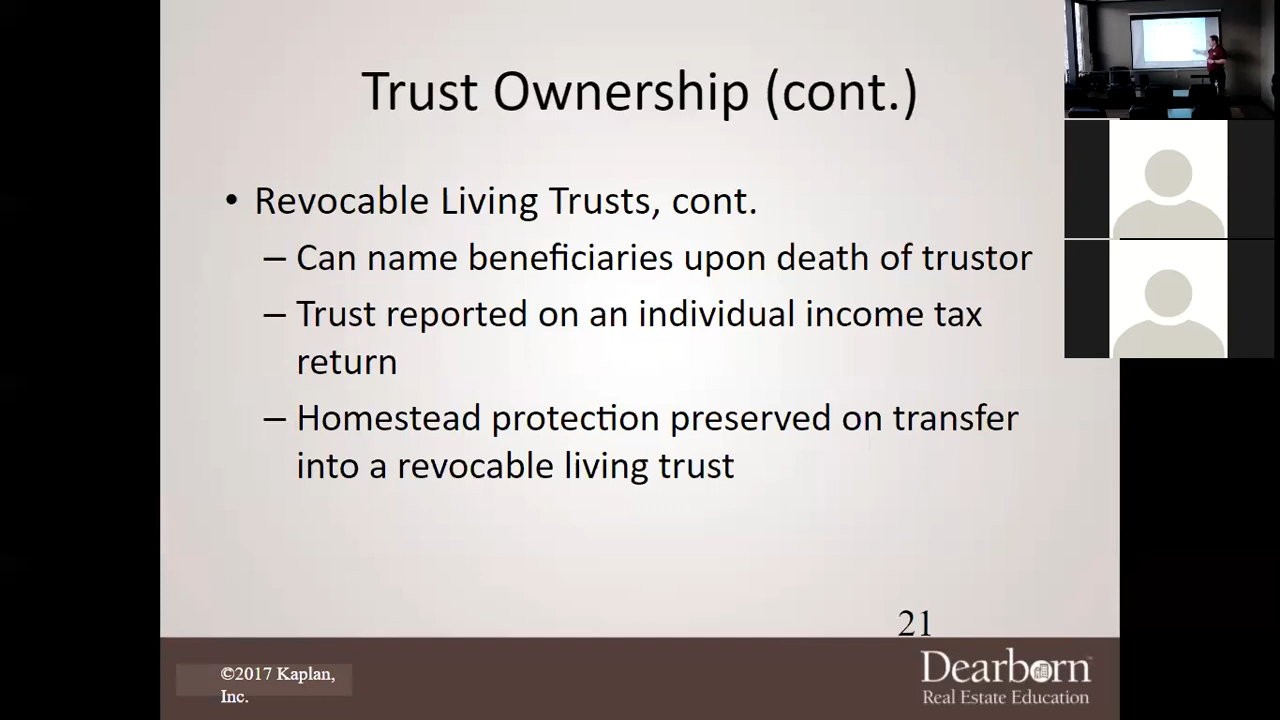 Trust Ownership (cont.)
• Revocable Living Trusts, cont.
– Can name beneficiaries upon death of trustor
– Trust reported on an individual income tax
return
– Homestead protection preserved on transfer
into a revocable living trust
21
©2017 Kaplan,
Inc.
Dearborn
Real Estate Education